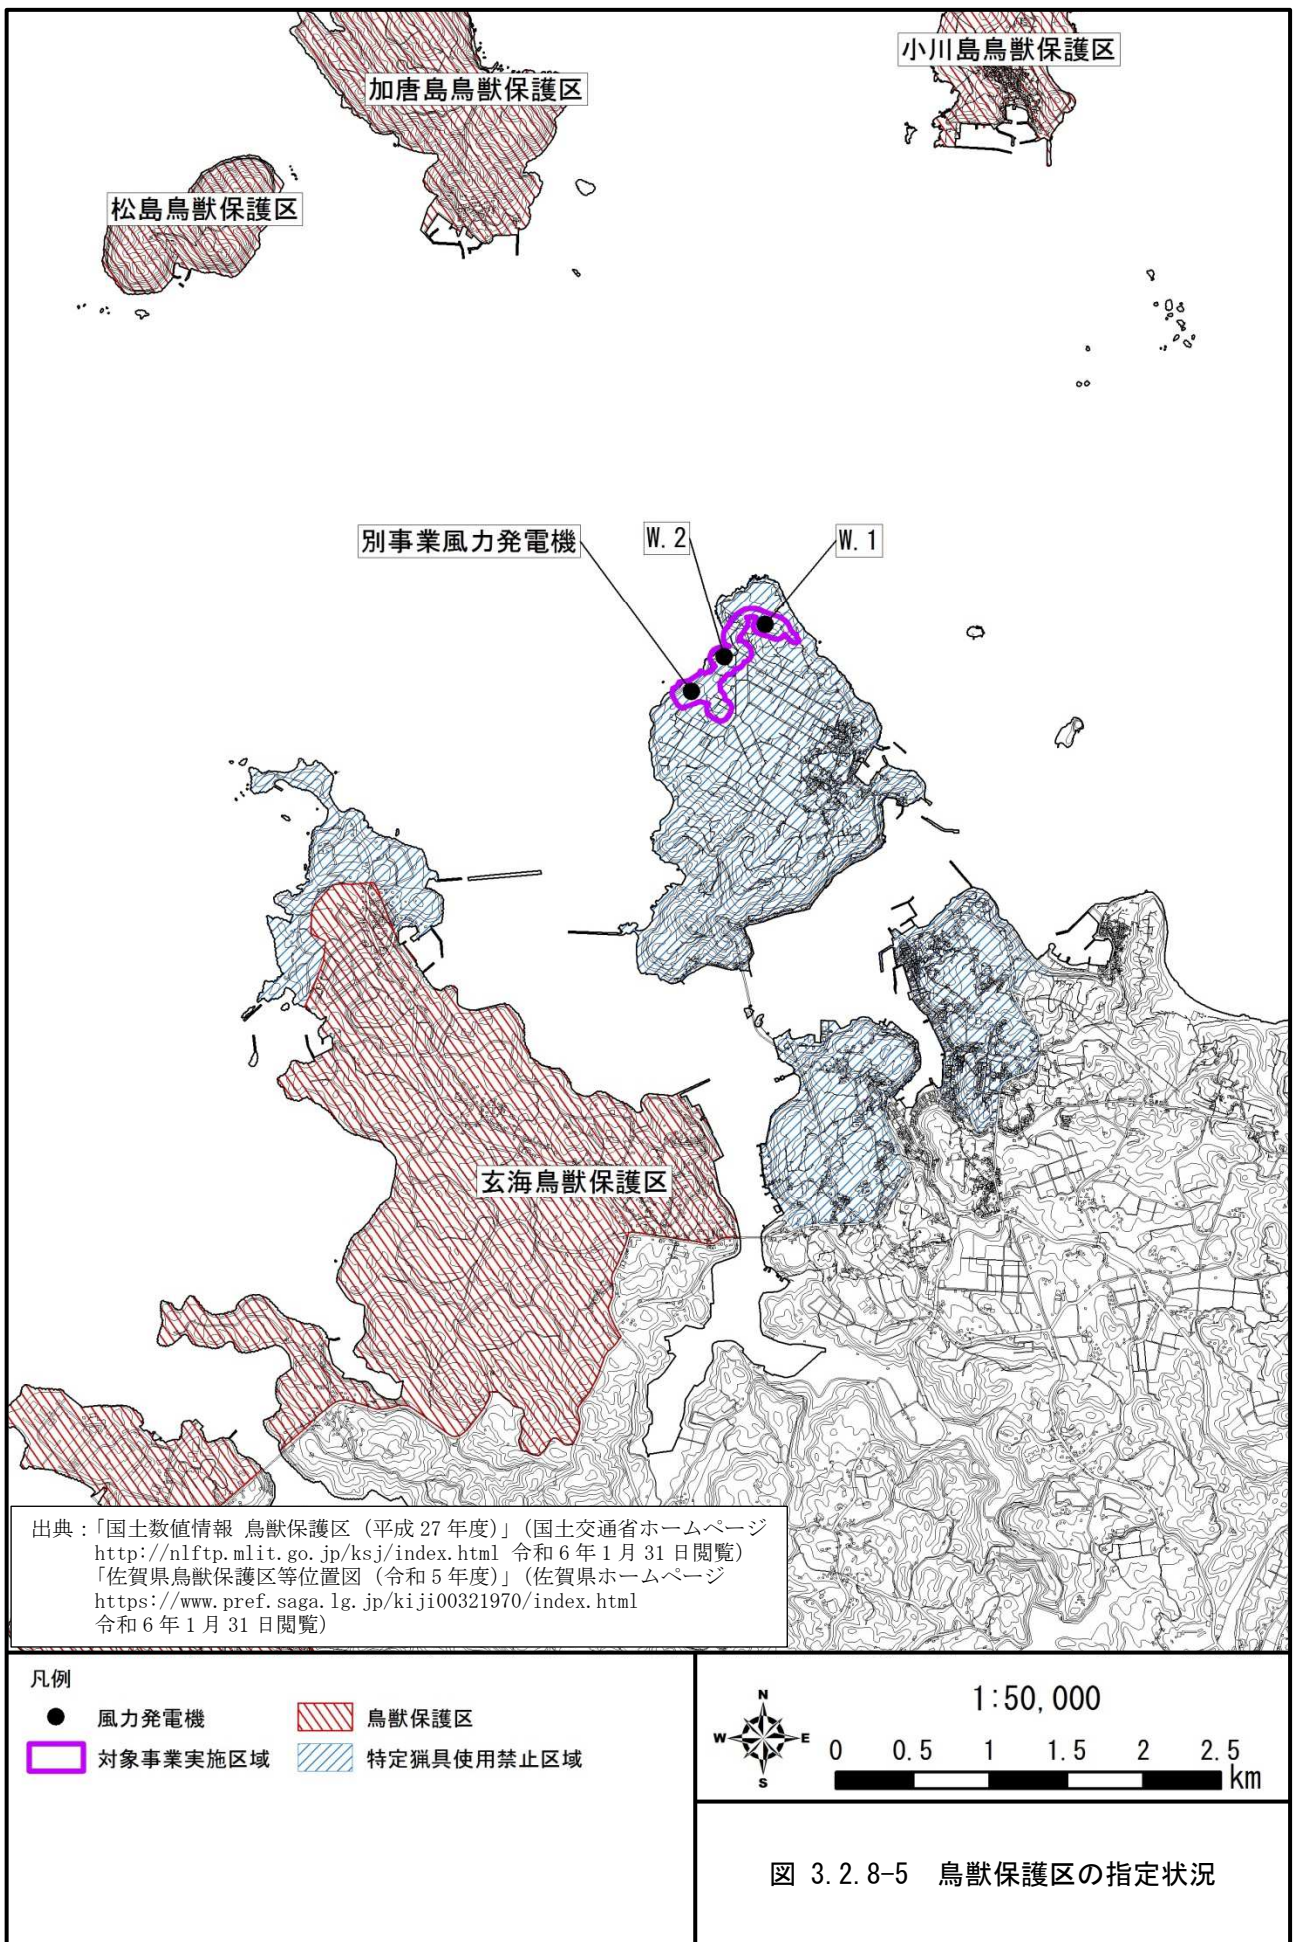 小川島鳥獣保護区
加唐島鳥獣保護区
松島鳥獣保護区
別事業風力発電機
W.2
W.1
玄海鳥獣保護区
出典：「国土数値情報 鳥獣保護区（平成 27 年度）」（国土交通省ホームページ
http://nlftp.mlit.go.jp/ksj/index.html 令和 6 年 1 月 31 日閲覧）
「佐賀県鳥獣保護区等位置図（令和 5 年度）」（佐賀県ホームページ
https://www.pref.saga.lg.jp/kiji00321970/index.html
令和 6 年 1 月 31 日閲覧）
凡例
風力発電機
鳥獣保護区
対象事業実施区域
特定猟具使用禁止区域
N
W
E
S
1:50,000
0 0.5 1 1.5 2 2.5
km
図 3.2.8-5 鳥獣保護区の指定状況